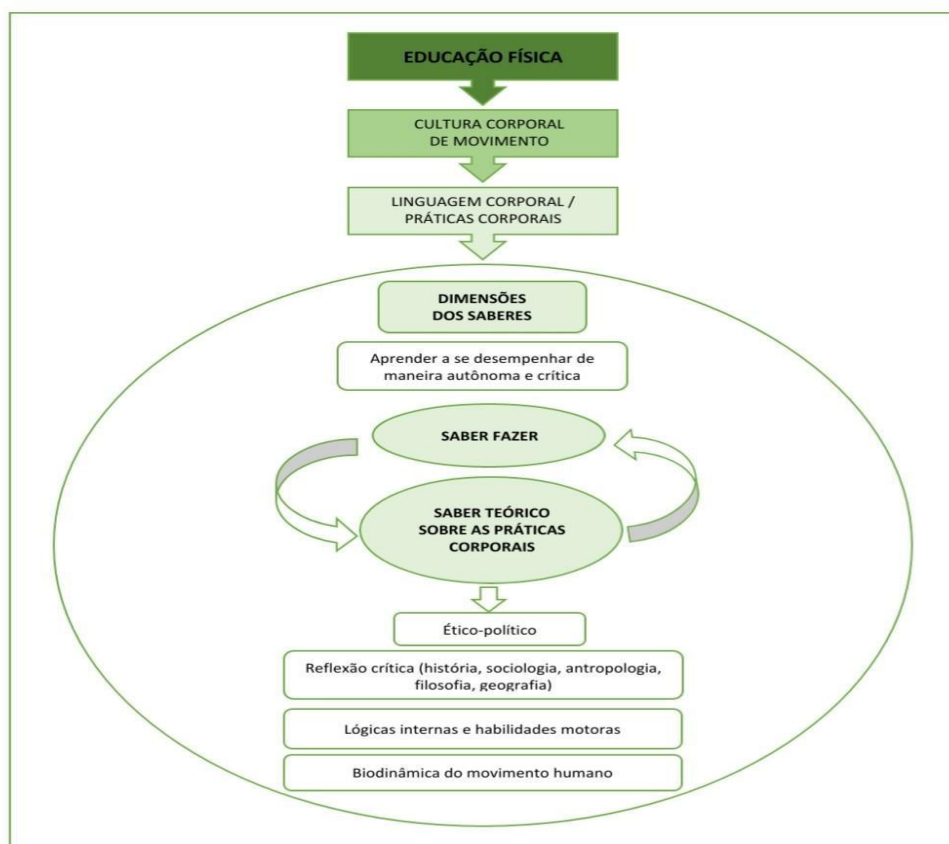 EDUCAÇÃO FÍSICA
CULTURA CORPORAL
DE MOVIMENTO
LINGUAGEM CORPORAL /
PRÁTICAS CORPORAIS
DIMENSÕES
DOS SABERES
Aprender a se desempenhar de
maneira autônoma e crítica
SABER FAZER
SABER TEÓRICO
SOBRE AS PRÁTICAS
CORPORAIS
Ético-político
Reflexão crítica (história, sociologia, antropologia,
filosofia, geografia)
Lógicas internas e habilidades motoras
Biodinâmica do movimento humano